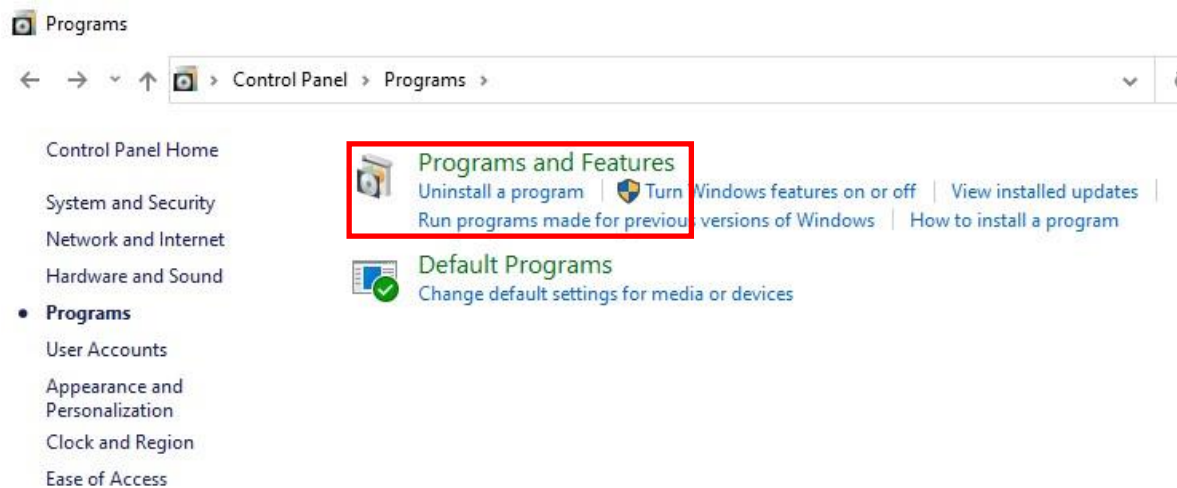 Programs
Control Panel > Programs >
Control Panel Home
System and Security
Network and Internet
Hardware and Sound
Programs
User Accounts
Appearance and
Personalization
Clock and Region
Ease of Access
Programs and Features
Uninstall a program | Turn Windows features on or off | View installed updates |
Run programs made for previous versions of Windows | How to install a program
Default Programs
Change default settings for media or devices